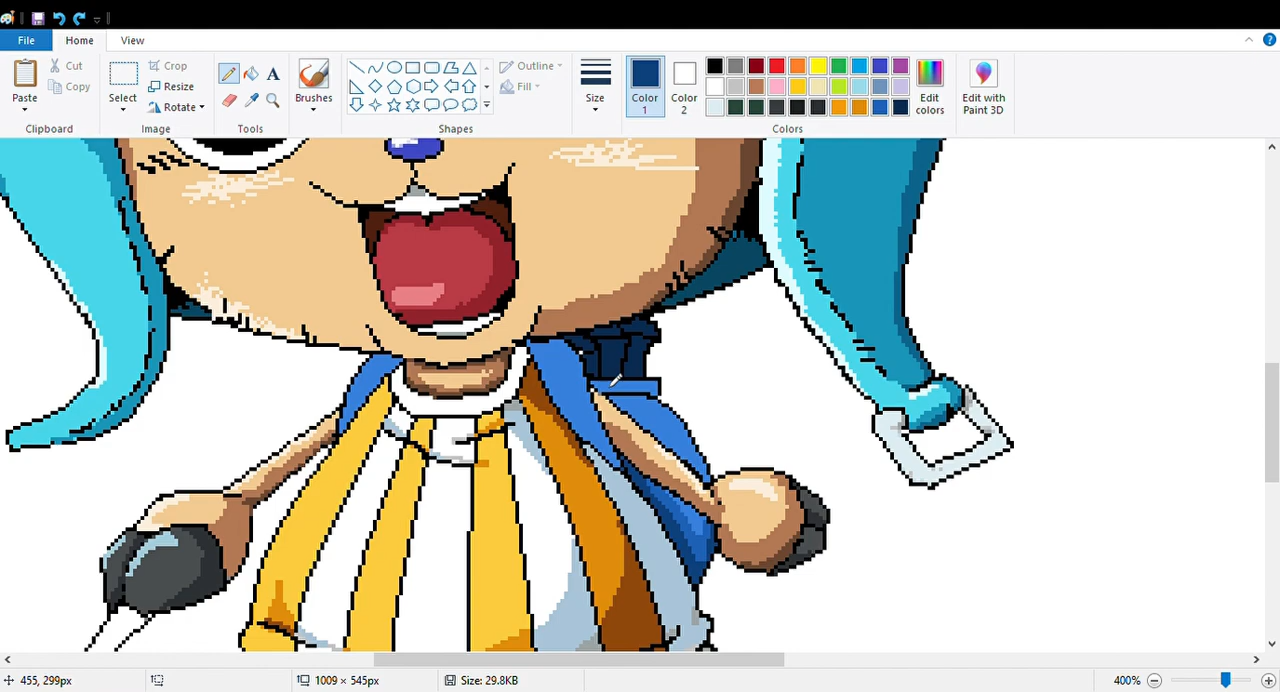 File Home View
Cut
Copy
Paste
Clipboard
Select
Crop
Resize
Rotate
Image
A
Tools
Brushes
Outline
Fill
Shapes
Size
Color 1
Color 2
Colors
Edit colors
Edit with Paint 3D
455, 299px
1009 × 545px
Size: 29.8KB
400%